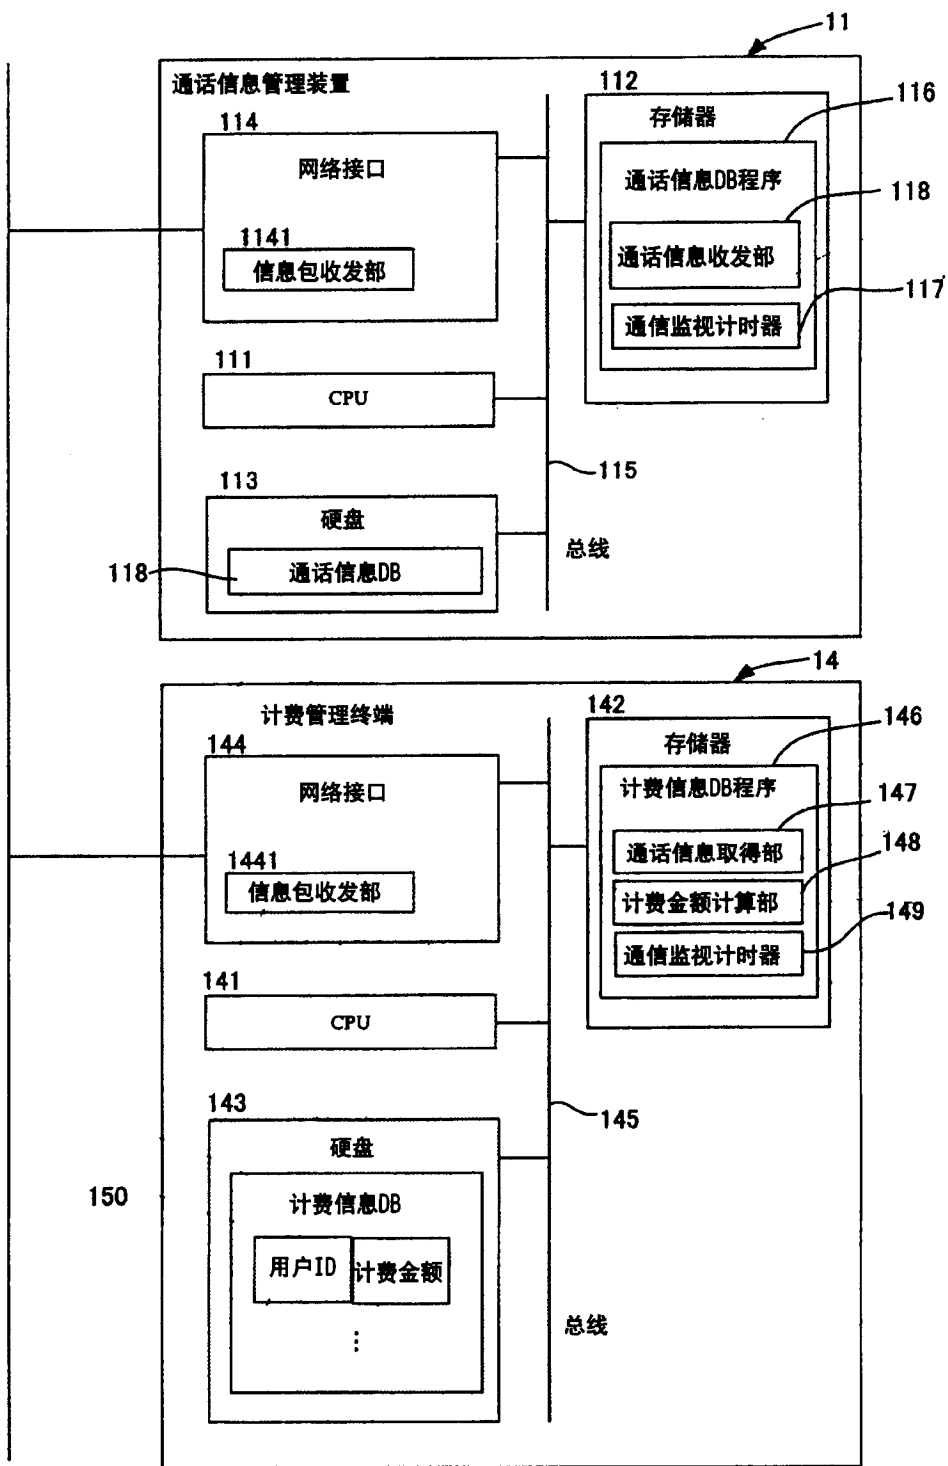 11
通话信息管理装置
112
116
114
存储器
网络接口
通话信息DB程序
118
1141
通话信息收发部
信息包收发部
117
通信监视计时器
111
CPU
115
113
硬盘
总线
118
通话信息DB
14
计费管理终端
142
146
144
存储器
网络接口
计费信息DB程序
147
通话信息取得部
148
1441
信息包收发部
计费金额计算部
149
通信监视计时器
141
CPU
143
145
硬盘
150
计费信息DB
用户ID
计费金额
⋮
总线